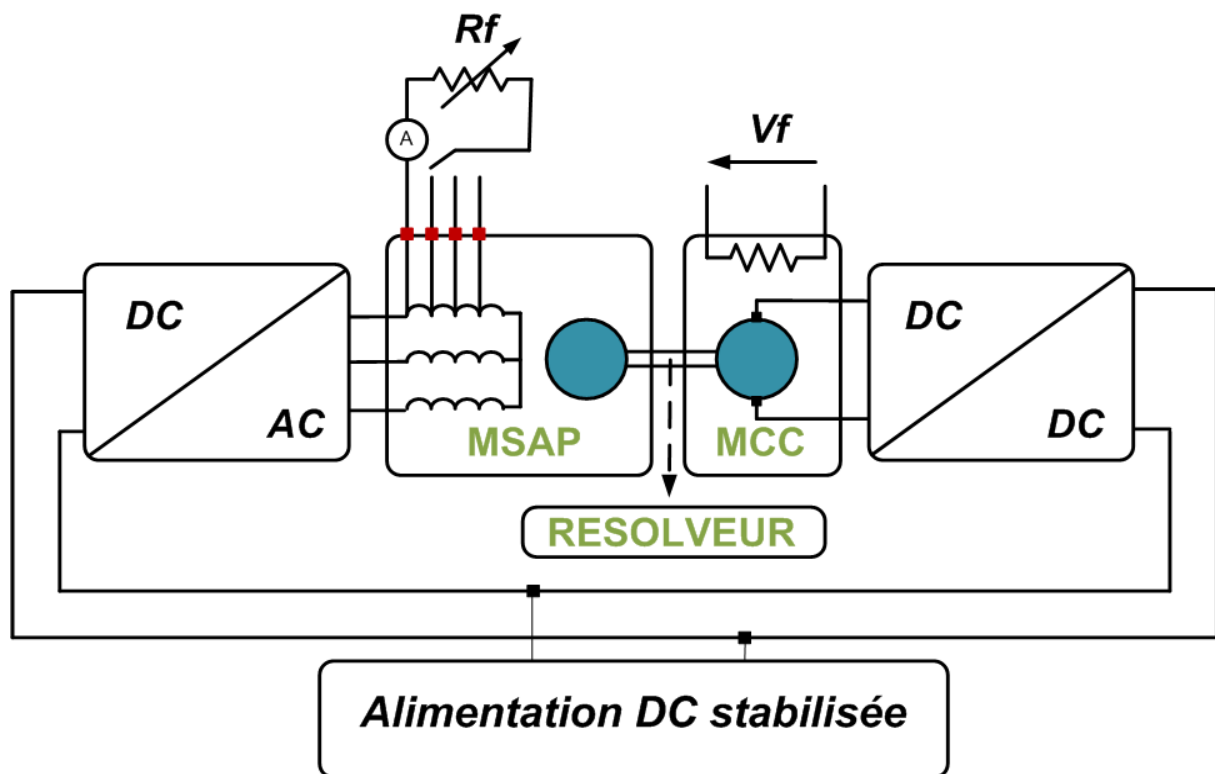 Rf
A
Vf
DC
AC
MSAP
MCC
DC
DC
RESOLVEUR
Alimentation DC stabilisée